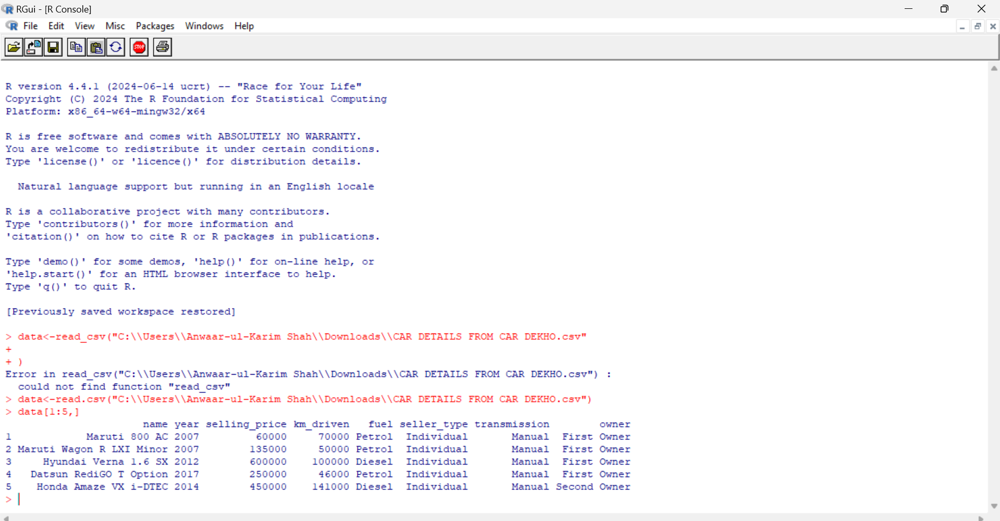 RGui - [R Console]
File Edit View Misc Packages Windows Help
STOP
R version 4.4.1 (2024-06-14 ucrt) -- "Race for Your Life"
Copyright (C) 2024 The R Foundation for Statistical Computing
Platform: x86_64-w64-mingw32/x64
R is free software and comes with ABSOLUTELY NO WARRANTY.
You are welcome to redistribute it under certain conditions.
Type 'license()' or 'licence()' for distribution details.
  Natural language support but running in an English locale
R is a collaborative project with many contributors.
Type 'contributors()' for more information and
'citation()' on how to cite R or R packages in publications.
Type 'demo()' for some demos, 'help()' for on-line help, or
'help.start()' for an HTML browser interface to help.
Type 'q()' to quit R.
[Previously saved workspace restored]
> data<-read_csv("C:\\Users\\Anwaar-ul-Karim Shah\\Downloads\\CAR DETAILS FROM CAR DEKHO.csv"
+
+ )
Error in read_csv("C:\\Users\\Anwaar-ul-Karim Shah\\Downloads\\CAR DETAILS FROM CAR DEKHO.csv") :
  could not find function "read_csv"
> data<-read.csv("C:\\Users\\Anwaar-ul-Karim Shah\\Downloads\\CAR DETAILS FROM CAR DEKHO.csv")
> data[1:5,]
                      name year selling_price km_driven   fuel seller_type transmission        owner
1            Maruti 800 AC 2007         60000     70000 Petrol  Individual       Manual  First Owner
2 Maruti Wagon R LXI Minor 2007        135000     50000 Petrol  Individual       Manual  First Owner
3     Hyundai Verna 1.6 SX 2012        600000    100000 Diesel  Individual       Manual  First Owner
4   Datsun RediGO T Option 2017        250000     46000 Petrol  Individual       Manual  First Owner
5    Honda Amaze VX i-DTEC 2014        450000    141000 Diesel  Individual       Manual Second Owner
>